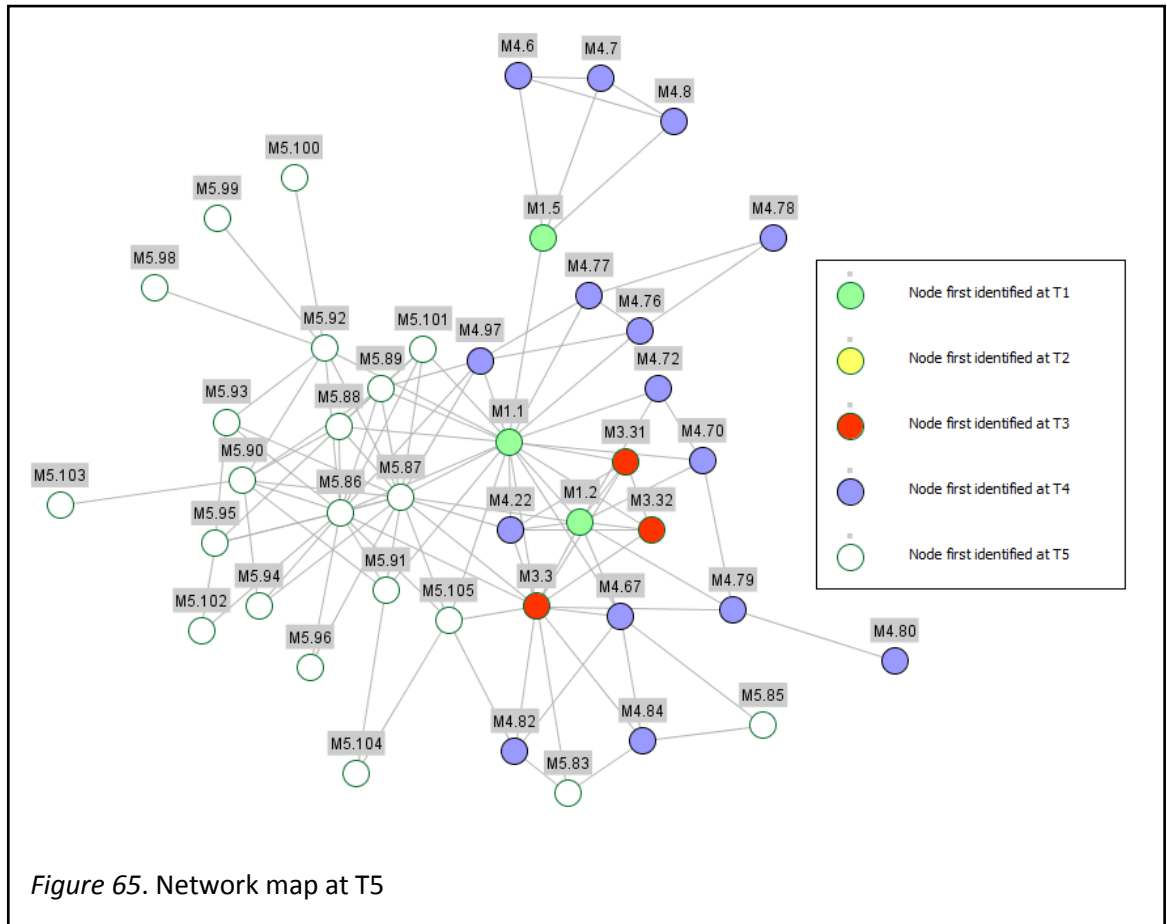 M4.6
M4.7
M4.8
M5.100
M5.99
M1.5
M4.78
M5.98
M4.77
M4.76
M5.92
M5.101
M4.97
M5.89
M4.72
M5.93
M5.88
M1.1
M3.31
M4.70
M5.90
M5.103
M5.86
M5.87
M1.2
M3.32
M4.22
M5.95
M5.94
M5.91
M3.3
M4.67
M4.79
M5.102
M5.105
M5.96
M4.80
M4.82
M4.84
M5.85
M5.104
M5.83
Node first identified at T1
Node first identified at T2
Node first identified at T3
Node first identified at T4
Node first identified at T5
Figure 65. Network map at T5